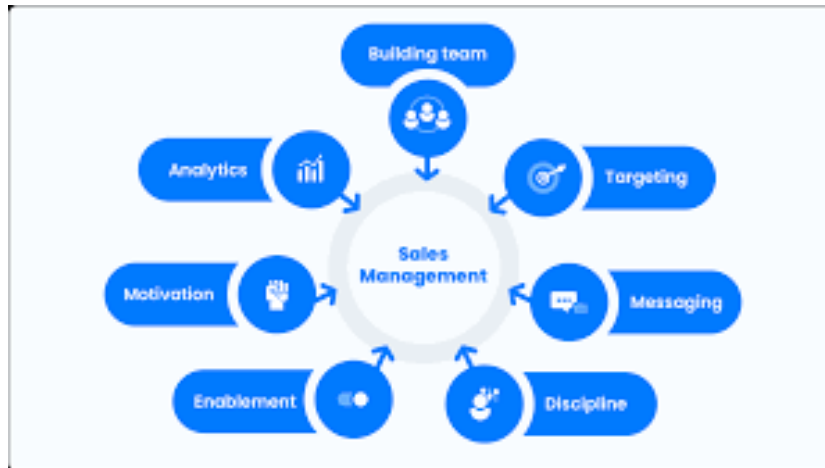 Building team
Analytics
Targeting
Sales
Management
Motivation
Messaging
Enablement
Discipline